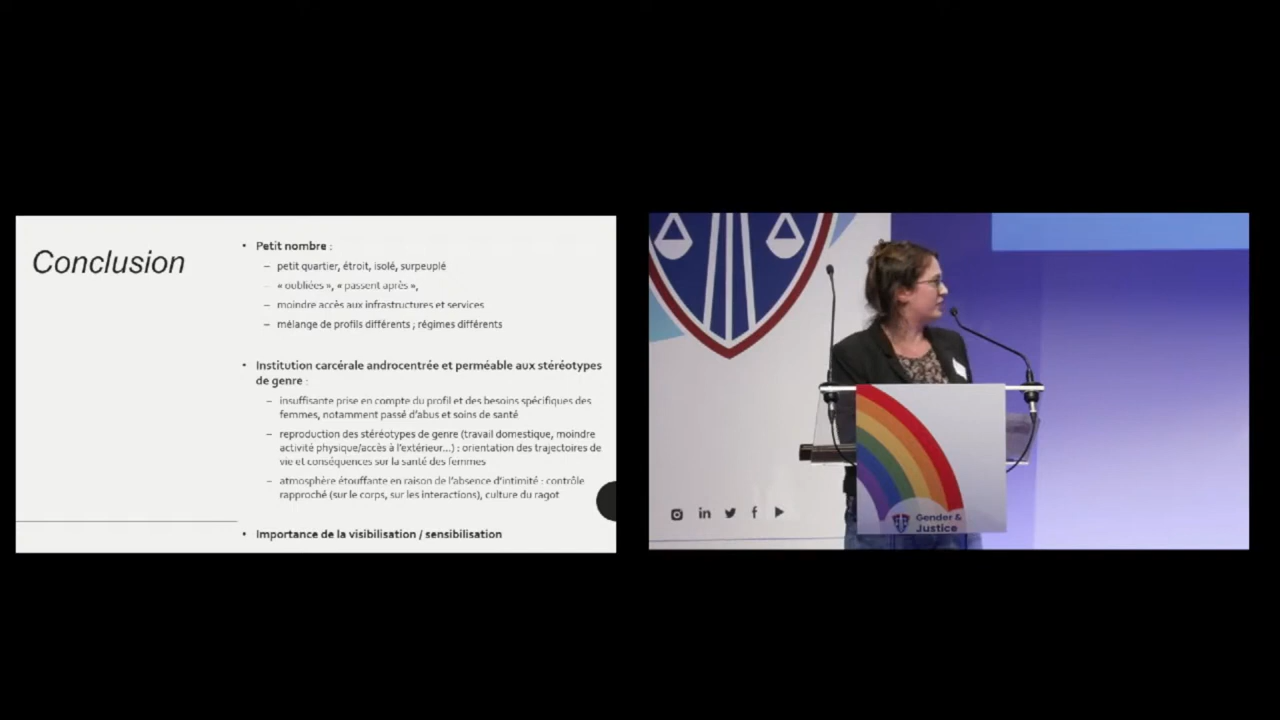 Conclusion
• Petit nombre :
– petit quartier, étroit, isolé, surpeuplé
– « oubliées », « passent après »,
– moindre accès aux infrastructures et services
– mélange de profils différents ; régimes différents
• Institution carcérale androcentrée et perméable aux stéréotypes
de genre :
– insuffisante prise en compte du profil et des besoins spécifiques des
femmes, notamment passé d'abus et soins de santé
– reproduction des stéréotypes de genre (travail domestique, moindre
activité physique/accès à l'extérieur...) : orientation des trajectoires de
vie et conséquences sur la santé des femmes
– atmosphère étouffante en raison de l'absence d'intimité : contrôle
rapproché (sur le corps, sur les interactions), culture du ragot
• Importance de la visibilisation / sensibilisation
Gender &
Justice